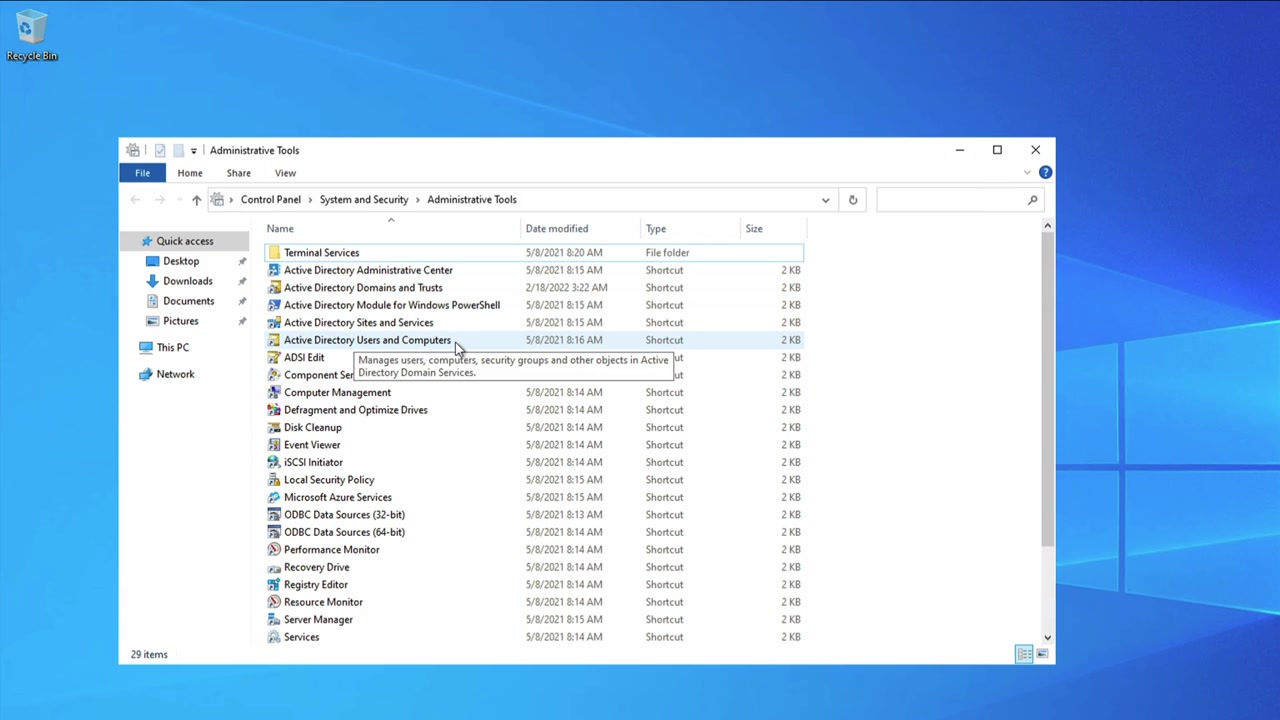 Recycle Bin
Administrative Tools
File Home Share View
Control Panel System and Security Administrative Tools
Name Date modified Type Size
Quick access
Desktop
Downloads
Documents
Pictures
This PC
Network
Terminal Services 5/8/2021 8:20 AM File folder
Active Directory Administrative Center 5/8/2021 8:15 AM Shortcut 2 KB
Active Directory Domains and Trusts 2/18/2022 3:22 AM Shortcut 2 KB
Active Directory Module for Windows PowerShell 5/8/2021 8:15 AM Shortcut 2 KB
Active Directory Sites and Services 5/8/2021 8:15 AM Shortcut 2 KB
Active Directory Users and Computers 5/8/2021 8:16 AM Shortcut 2 KB
ADSI Edit ut 2 KB
Manages users, computers, security groups and other objects in Active
Directory Domain Services.
Component Ser ut 2 KB
Computer Management 5/8/2021 8:14 AM Shortcut 2 KB
Defragment and Optimize Drives 5/8/2021 8:14 AM Shortcut 2 KB
Disk Cleanup 5/8/2021 8:14 AM Shortcut 2 KB
Event Viewer 5/8/2021 8:14 AM Shortcut 2 KB
iSCSI Initiator 5/8/2021 8:14 AM Shortcut 2 KB
Local Security Policy 5/8/2021 8:15 AM Shortcut 2 KB
Microsoft Azure Services 5/8/2021 8:15 AM Shortcut 2 KB
ODBC Data Sources (32-bit) 5/8/2021 8:13 AM Shortcut 2 KB
ODBC Data Sources (64-bit) 5/8/2021 8:14 AM Shortcut 2 KB
Performance Monitor 5/8/2021 8:14 AM Shortcut 2 KB
Recovery Drive 5/8/2021 8:14 AM Shortcut 2 KB
Registry Editor 5/8/2021 8:14 AM Shortcut 2 KB
Resource Monitor 5/8/2021 8:14 AM Shortcut 2 KB
Server Manager 5/8/2021 8:15 AM Shortcut 2 KB
Services 5/8/2021 8:14 AM Shortcut 2 KB
29 items